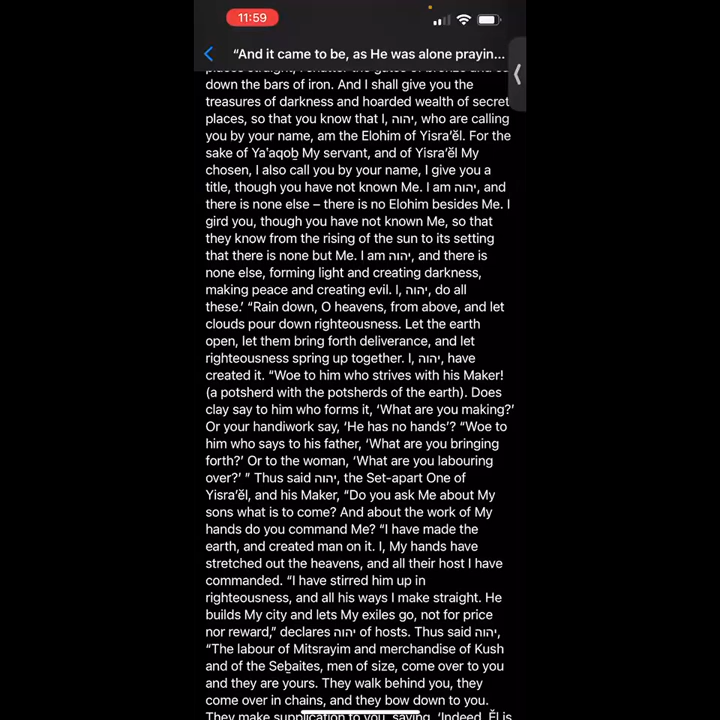 11:59
“And it came to be, as He was alone prayin...
down the bars of iron. And I shall give you the
treasures of darkness and hoarded wealth of secret
places, so that you know that I, יהוה, who are calling
you by your name, am the Elohim of Yisra’ĕl. For the
sake of Ya’aqoḇ My servant, and of Yisra’ĕl My
chosen, I also call you by your name, I give you a
title, though you have not known Me. I am יהוה, and
there is none else – there is no Elohim besides Me. I
gird you, though you have not known Me, so that
they know from the rising of the sun to its setting
that there is none but Me. I am יהוה, and there is
none else, forming light and creating darkness,
making peace and creating evil. I, יהוה, do all
these.’ “Rain down, O heavens, from above, and let
clouds pour down righteousness. Let the earth
open, let them bring forth deliverance, and let
righteousness spring up together. I, יהוה, have
created it. “Woe to him who strives with his Maker!
(a potsherd with the potsherds of the earth). Does
clay say to him who forms it, ‘What are you making?’
Or your handiwork say, ‘He has no hands’? “Woe to
him who says to his father, ‘What are you bringing
forth?’ Or to the woman, ‘What are you labouring
over?’ ” Thus said יהוה, the Set-apart One of
Yisra’ĕl, and his Maker, “Do you ask Me about My
sons what is to come? And about the work of My
hands do you command Me? “I have made the
earth, and created man on it. I, My hands have
stretched out the heavens, and all their host I have
commanded. “I have stirred him up in
righteousness, and all his ways I make straight. He
builds My city and lets My exiles go, not for price
nor reward,” declares יהוה of hosts. Thus said יהוה,
“The labour of Mitsrayim and merchandise of Kush
and of the Seḇaites, men of size, come over to you
and they are yours. They walk behind you, they
come over in chains, and they bow down to you.
They make supplication to you, saying, ‘Indeed, Ĕl is